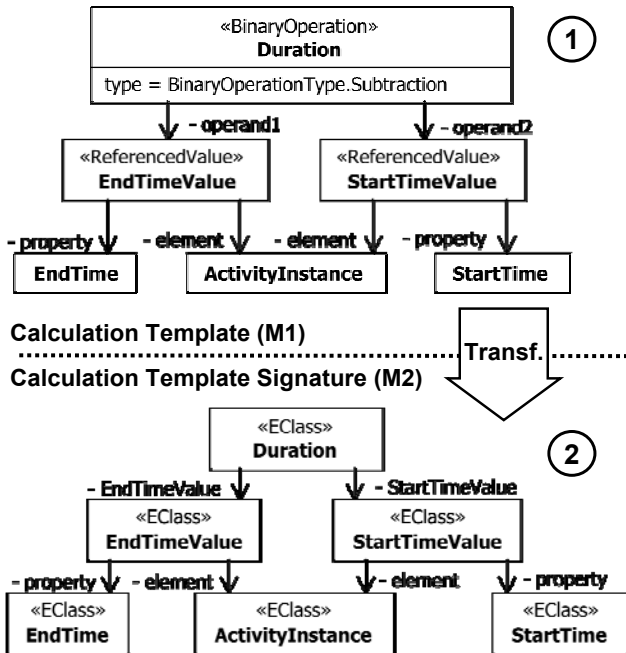 «BinaryOperation»
Duration
1
type = BinaryOperationType.Subtraction
- operand1
- operand2
«ReferencedValue»
EndTimeValue
«ReferencedValue»
StartTimeValue
- property
- element
- element
- property
EndTime
ActivityInstance
StartTime
Calculation Template (M1)
Transf.
Calculation Template Signature (M2)
«EClass»
Duration
2
- EndTimeValue
- StartTimeValue
«EClass»
EndTimeValue
«EClass»
StartTimeValue
- property
- element
- element
- property
«EClass»
EndTime
«EClass»
ActivityInstance
«EClass»
StartTime